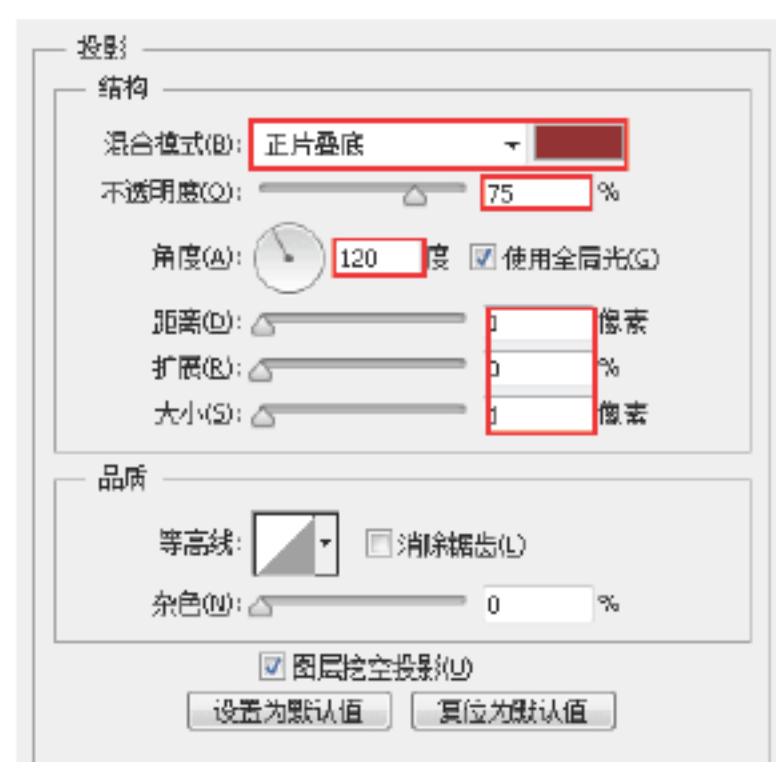 投影
结构
混合模式(B): 正片叠底
不透明度(O): 75 %
角度(A): 120 度 使用全局光(G)
距离(D): 像素
扩展(R): 0 %
大小(S): 像素
品质
等高线: 消除锯齿(L)
杂色(N): 0 %
图层挖空投影(U)
设置为默认值 复位为默认值